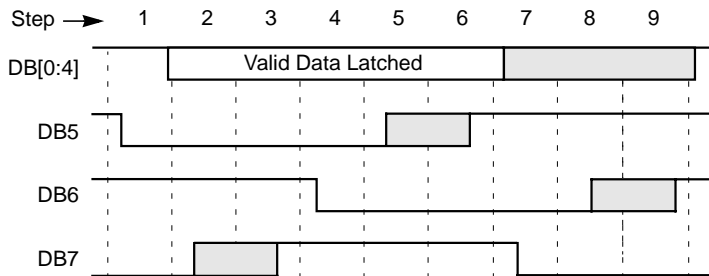 Step 1 2 3 4 5 6 7 8 9
DB[0:4] Valid Data Latched
DB5
DB6
DB7